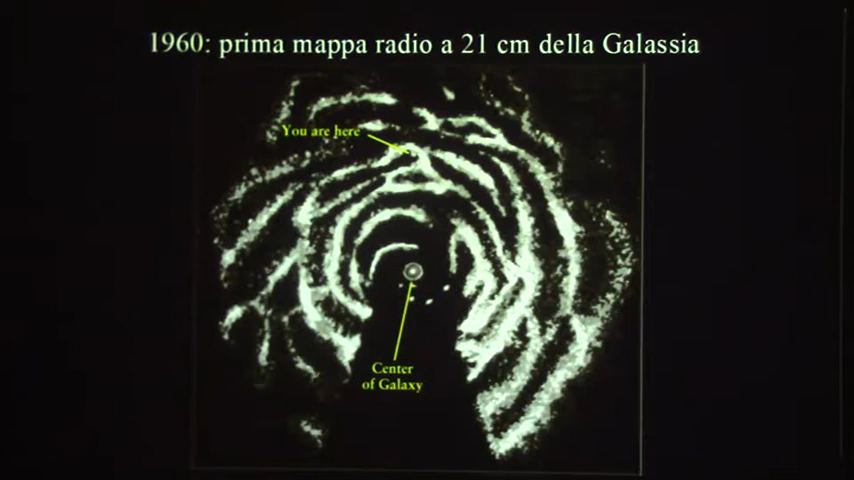 1960: prima mappa radio a 21 cm della Galassia
You are here
Center
of Galaxy